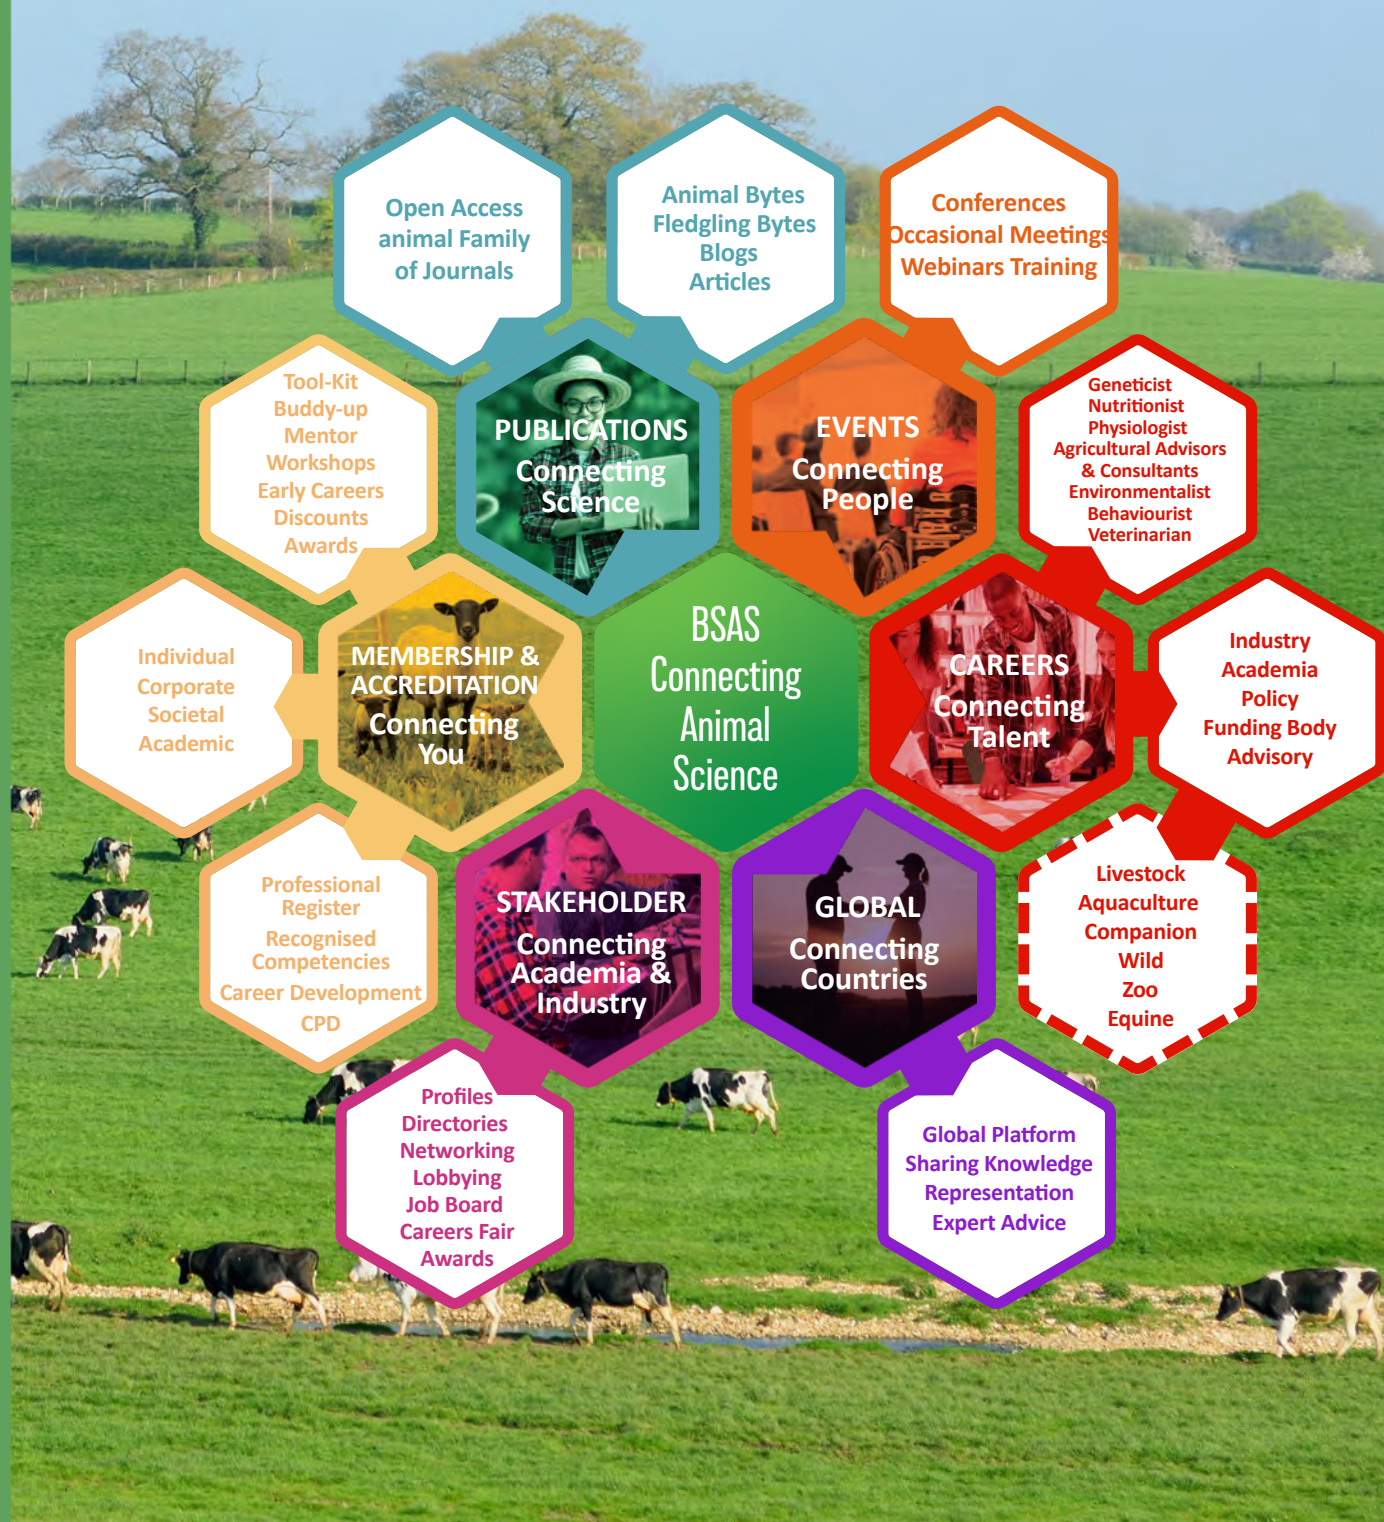 Open Access
animal Family
of Journals
Animal Bytes
Fledgling Bytes
Blogs
Articles
Conferences
Occasional Meetings
Webinars Training
Tool-Kit
Buddy-up
Mentor
Workshops
Early Careers
Discounts
Awards
PUBLICATIONS
Connecting
Science
EVENTS
Connecting
People
Geneticist
Nutritionist
Physiologist
Agricultural Advisors
& Consultants
Environmentalist
Behaviourist
Veterinarian
Individual
Corporate
Societal
Academic
MEMBERSHIP &
ACCREDITATION
Connecting
You
BSAS
Connecting
Animal
Science
CAREERS
Connecting
Talent
Industry
Academia
Policy
Funding Body
Advisory
Professional
Register
Recognised
Competencies
Career Development
CPD
STAKEHOLDER
Connecting
Academia &
Industry
GLOBAL
Connecting
Countries
Livestock
Aquaculture
Companion
Wild
Zoo
Equine
Profiles
Directories
Networking
Lobbying
Job Board
Careers Fair
Awards
Global Platform
Sharing Knowledge
Representation
Expert Advice